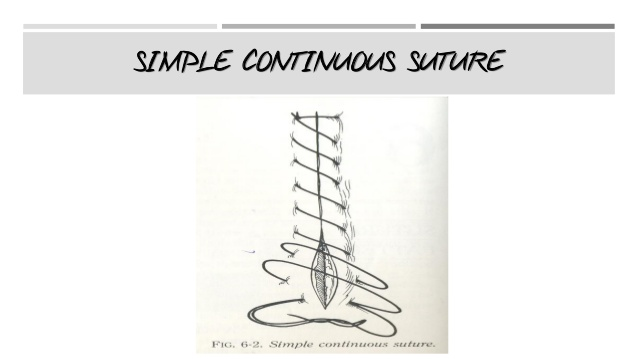 SIMPLE CONTINUOUS SUTURE
FIG. 6-2. Simple continuous suture.